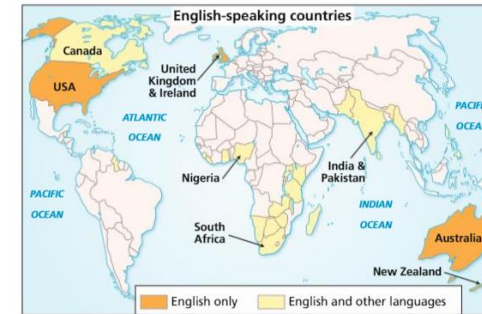 English-speaking countries
Canada
USA
United
Kingdom
& Ireland
ATLANTIC
OCEAN
PACIFIC
OCEAN
Nigeria
India &
Pakistan
PACIFIC
OCEAN
INDIAN
OCEAN
South
Africa
Australia
New Zealand
English only
English and other languages